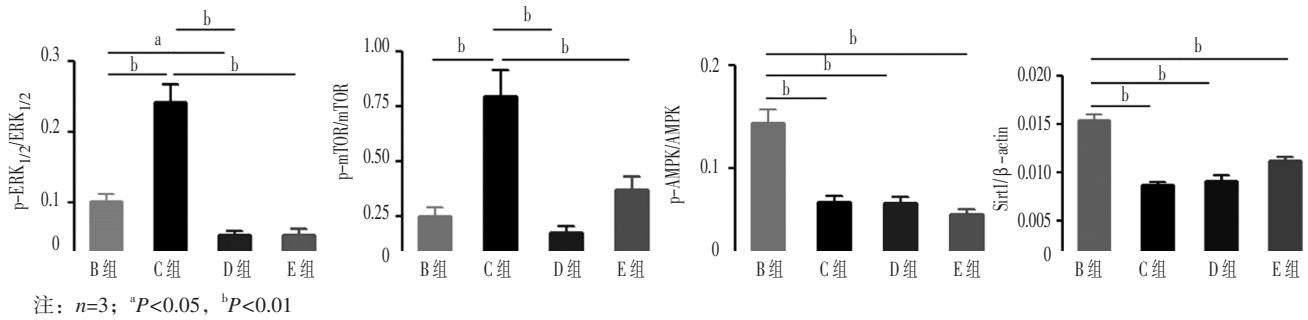 b
a
b
b
0.3
0.2
0.1
0
p-ERK1/2/ERK1/2
B组
C组
D组
E组
b
b
b
1.00
0.75
0.50
0.25
0
p-mTOR/mTOR
B组
C组
D组
E组
b
b
b
0.2
0.1
0
p-AMPK/AMPK
B组
C组
D组
E组
b
b
b
0.020
0.015
0.010
0.005
0
Sirt1/β-actin
B组
C组
D组
E组
注：n=3；aP<0.05，bP<0.01